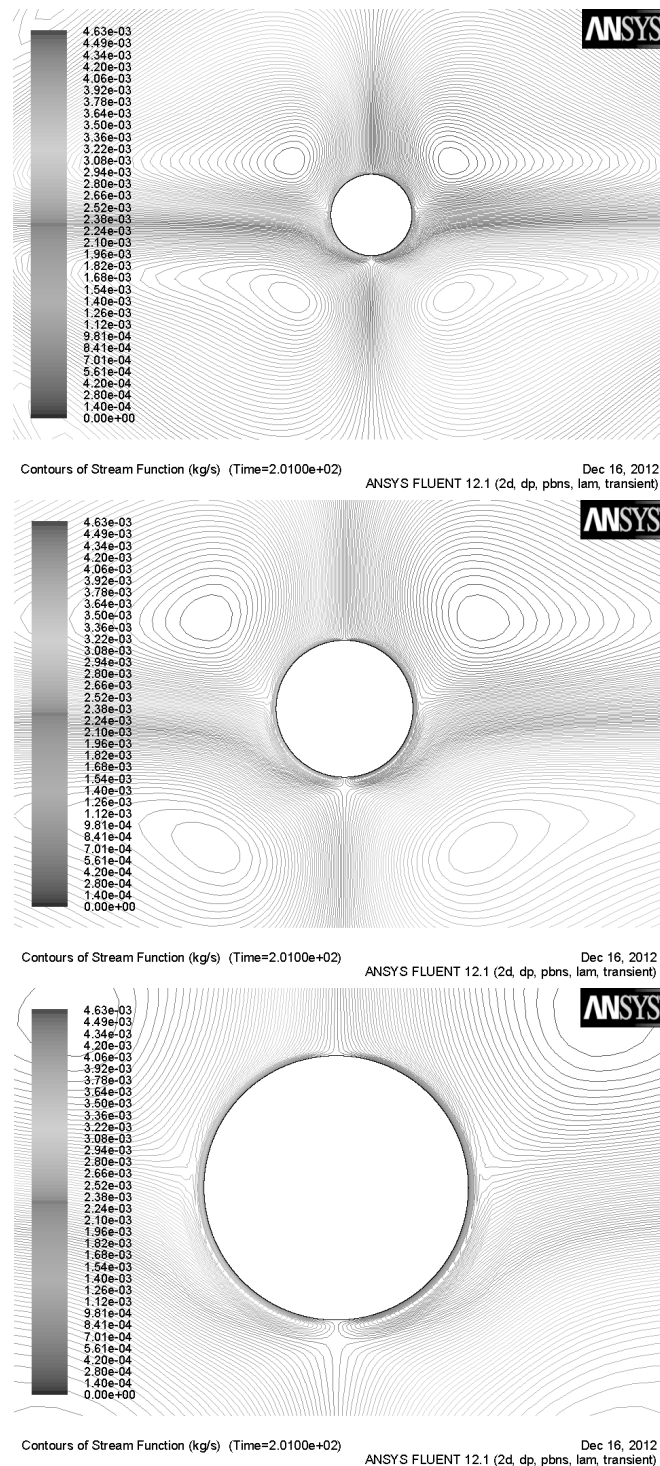 ANSYS
4.63e-03
4.49e-03
4.34e-03
4.20e-03
4.06e-03
3.92e-03
3.78e-03
3.64e-03
3.50e-03
3.36e-03
3.22e-03
3.08e-03
2.94e-03
2.80e-03
2.66e-03
2.52e-03
2.38e-03
2.24e-03
2.10e-03
1.96e-03
1.82e-03
1.68e-03
1.54e-03
1.40e-03
1.26e-03
1.12e-03
9.81e-04
8.41e-04
7.01e-04
5.61e-04
4.20e-04
2.80e-04
1.40e-04
0.00e+00
Contours of Stream Function (kg/s) (Time=2.0100e+02) Dec 16, 2012
ANSYS FLUENT 12.1 (2d, dp, pbns, lam, transient)
ANSYS
4.63e-03
4.49e-03
4.34e-03
4.20e-03
4.06e-03
3.92e-03
3.78e-03
3.64e-03
3.50e-03
3.36e-03
3.22e-03
3.08e-03
2.94e-03
2.80e-03
2.66e-03
2.52e-03
2.38e-03
2.24e-03
2.10e-03
1.96e-03
1.82e-03
1.68e-03
1.54e-03
1.40e-03
1.26e-03
1.12e-03
9.81e-04
8.41e-04
7.01e-04
5.61e-04
4.20e-04
2.80e-04
1.40e-04
0.00e+00
Contours of Stream Function (kg/s) (Time=2.0100e+02) Dec 16, 2012
ANSYS FLUENT 12.1 (2d, dp, pbns, lam, transient)
ANSYS
4.63e-03
4.49e-03
4.34e-03
4.20e-03
4.06e-03
3.92e-03
3.78e-03
3.64e-03
3.50e-03
3.36e-03
3.22e-03
3.08e-03
2.94e-03
2.80e-03
2.66e-03
2.52e-03
2.38e-03
2.24e-03
2.10e-03
1.96e-03
1.82e-03
1.68e-03
1.54e-03
1.40e-03
1.26e-03
1.12e-03
9.81e-04
8.41e-04
7.01e-04
5.61e-04
4.20e-04
2.80e-04
1.40e-04
0.00e+00
Contours of Stream Function (kg/s) (Time=2.0100e+02) Dec 16, 2012
ANSYS FLUENT 12.1 (2d, dp, pbns, lam, transient)